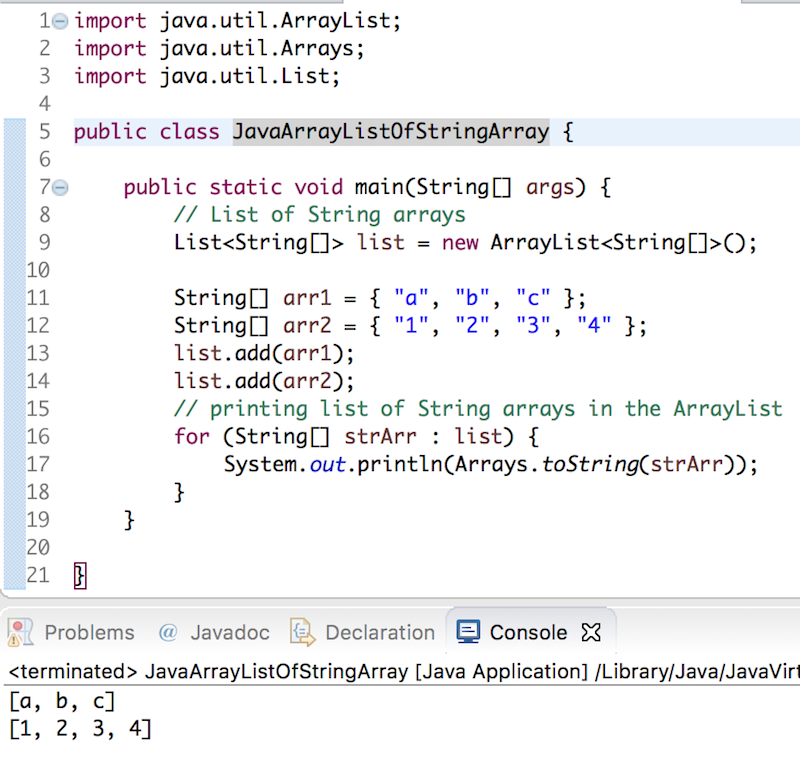 1 import java.util.ArrayList;
2 import java.util.Arrays;
3 import java.util.List;
4
5 public class JavaArrayListOfStringArray {
6
7     public static void main(String[] args) {
8         // List of String arrays
9         List<String[]> list = new ArrayList<String[]>();
10
11         String[] arr1 = { "a", "b", "c" };
12         String[] arr2 = { "1", "2", "3", "4" };
13         list.add(arr1);
14         list.add(arr2);
15         // printing list of String arrays in the ArrayList
16         for (String[] strArr : list) {
17             System.out.println(Arrays.toString(strArr));
18         }
19     }
20
21 }
Problems @ Javadoc Declaration Console
<terminated> JavaArrayListOfStringArray [Java Application] /Library/Java/JavaVirt
[a, b, c]
[1, 2, 3, 4]